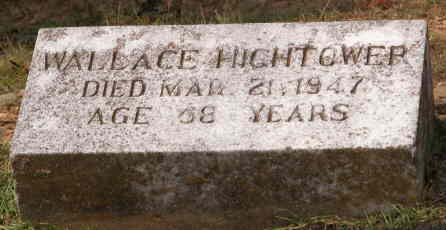 WALLACE HIGHTOWER
DIED MAR 21, 1947
AGE 68 YEARS